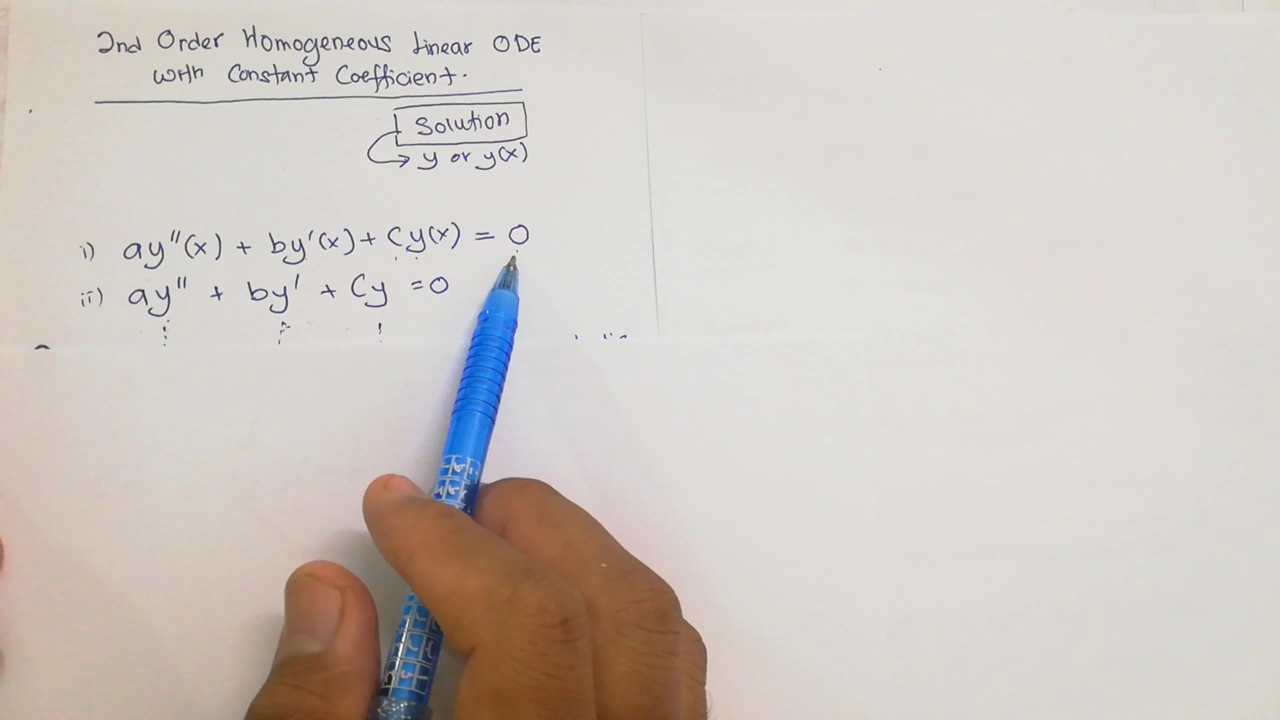 2nd Order Homogeneous Linear ODE
with Constant Coefficient.
Solution
y or y(x)
i) ay''(x) + by'(x) + Cy(x) = 0
ii) ay'' + by' + Cy = 0